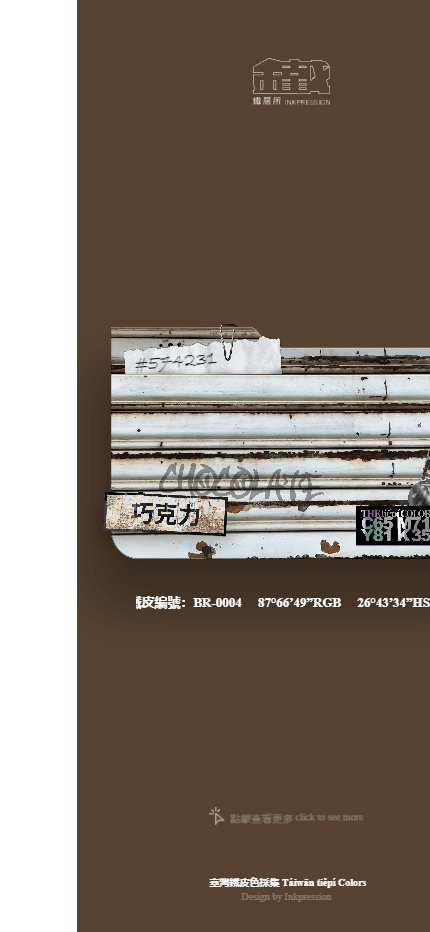 鐵層所 INKPRESSION
#574231
CHOCOLATE
巧克力
THE COLOR
C65 M71
Y81 K35
鐵皮編號：BR-0004 87°66’49”RGB 26°43’34”HS
點擊查看更多 click to see more
臺灣鐵皮色採集 Táiwān tiěpí Colors
Design by Inkpression